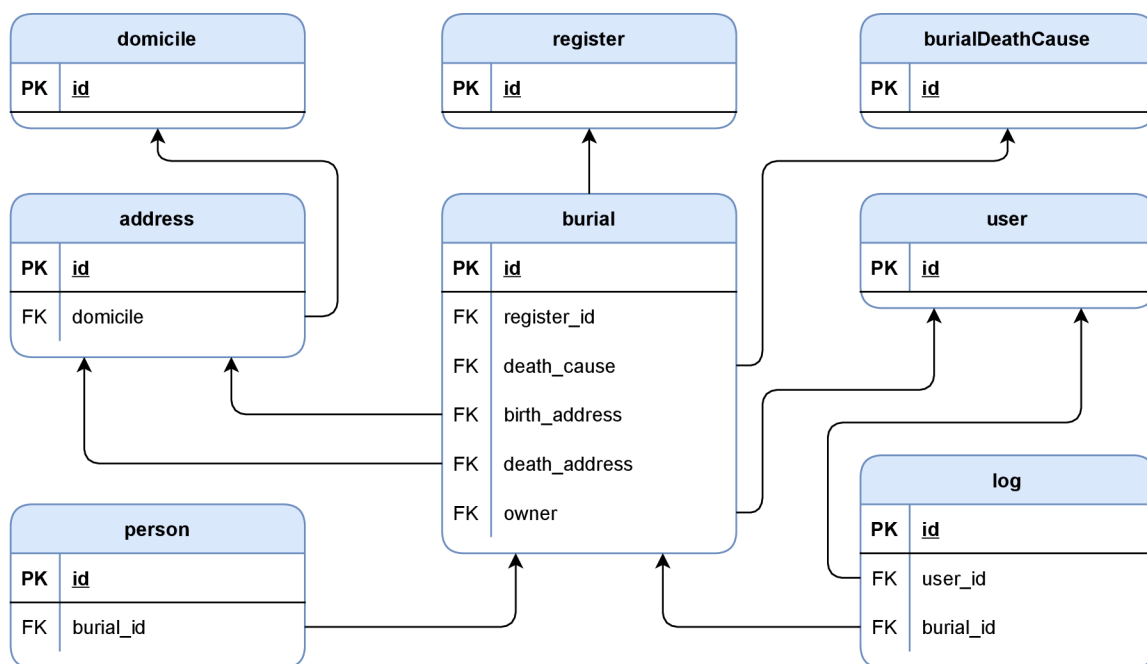 domicile
PK id
register
PK id
burialDeathCause
PK id
address
PK id
FK domicile
burial
PK id
FK register_id
FK death_cause
FK birth_address
FK death_address
FK owner
user
PK id
person
PK id
FK burial_id
log
PK id
FK user_id
FK burial_id